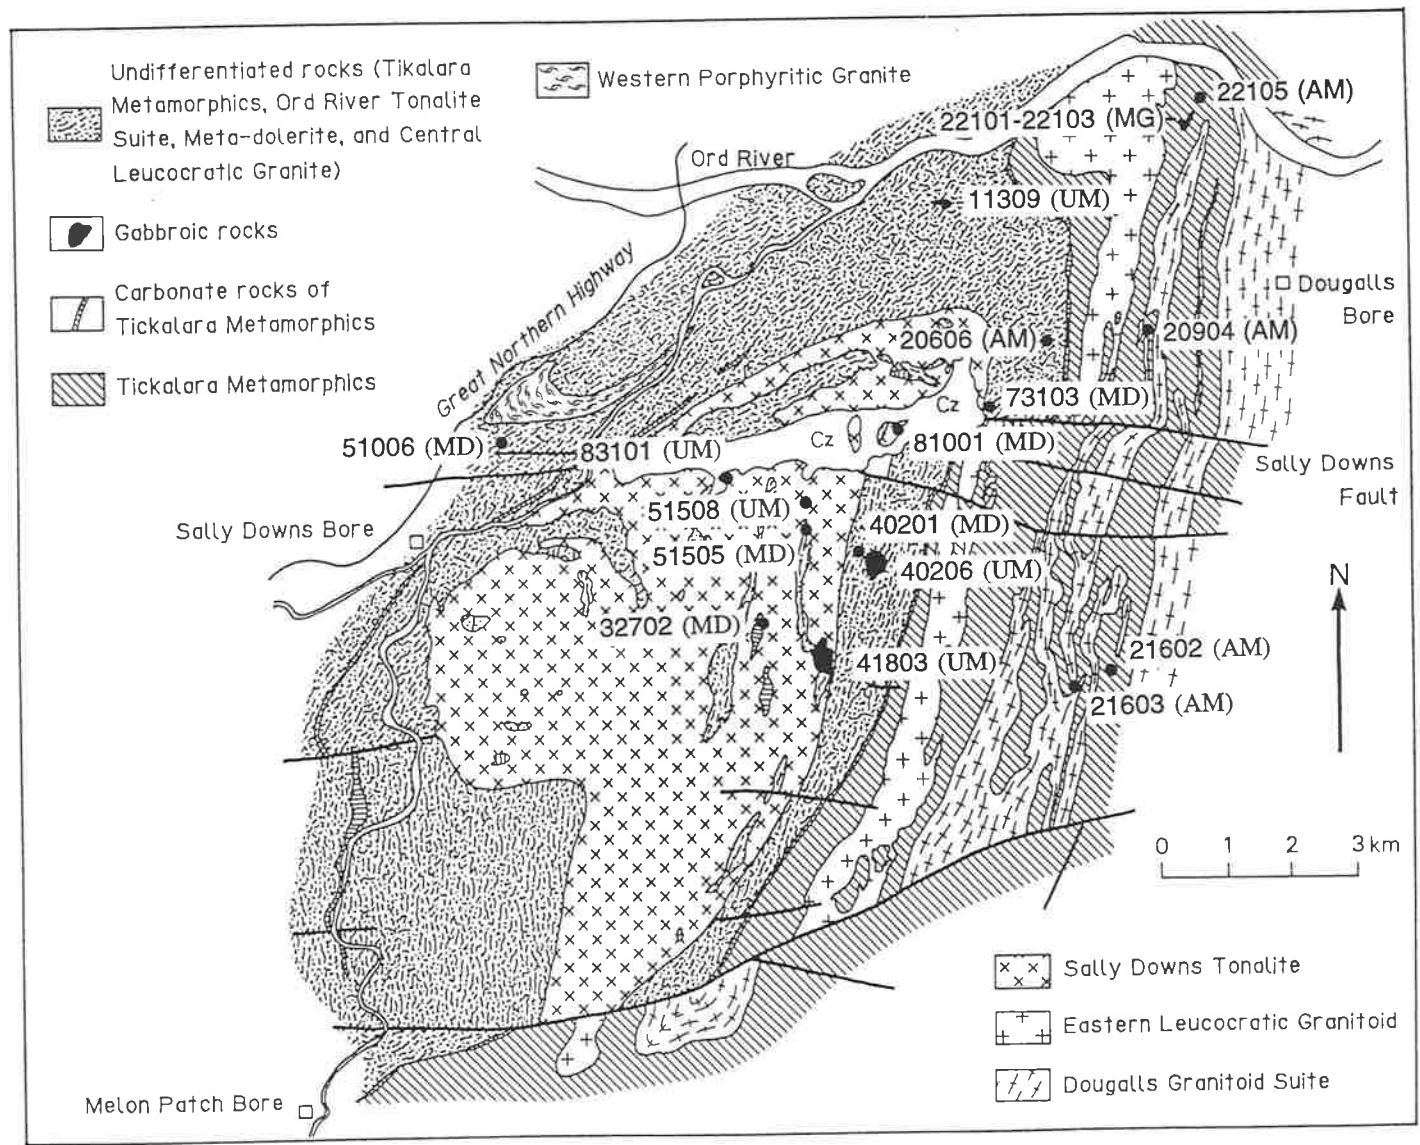 Undifferentiated rocks (Tikalara
Metamorphics, Ord River Tonalite
Suite, Meta-dolerite, and Central
Leucocratic Granite)
Western Porphyritic Granite
Gabbroic rocks
Carbonate rocks of
Tickalara Metamorphics
Tickalara Metamorphics
22105 (AM)
22101-22103 (MG)
Ord River
11309 (UM)
Great Northern Highway
Dougalls
Bore
20606 (AM)
20904 (AM)
73103 (MD)
Cz
Cz
51006 (MD)
83101 (UM)
81001 (MD)
Sally Downs
Fault
51508 (UM)
Sally Downs Bore
40201 (MD)
51505 (MD)
40206 (UM)
N
32702 (MD)
41803 (UM)
21602 (AM)
21603 (AM)
0 1 2 3 km
Sally Downs Tonalite
Eastern Leucocratic Granitoid
Dougalls Granitoid Suite
Melon Patch Bore